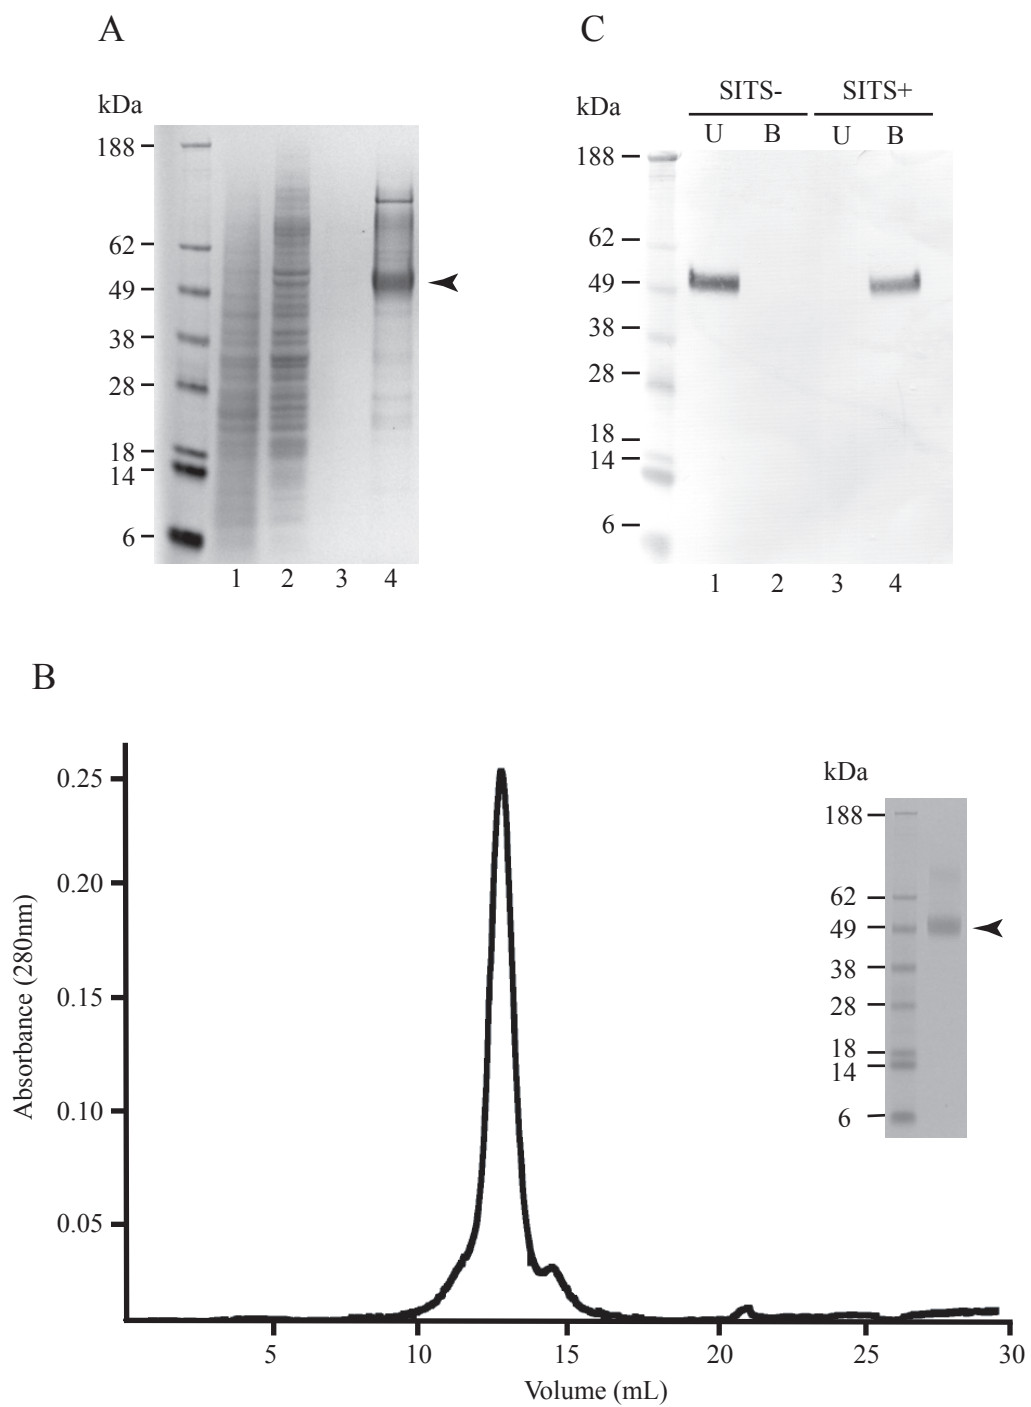 A
kDa
188
62
49
38
28
18
14
6
1 2 3 4
C
kDa
SITS- SITS+
U B U B
188
62
49
38
28
18
14
6
1 2 3 4
B
Absorbance (280nm)
0.25
0.20
0.15
0.10
0.05
5 10 15 20 25 30
Volume (mL)
kDa
188
62
49
38
28
18
14
6